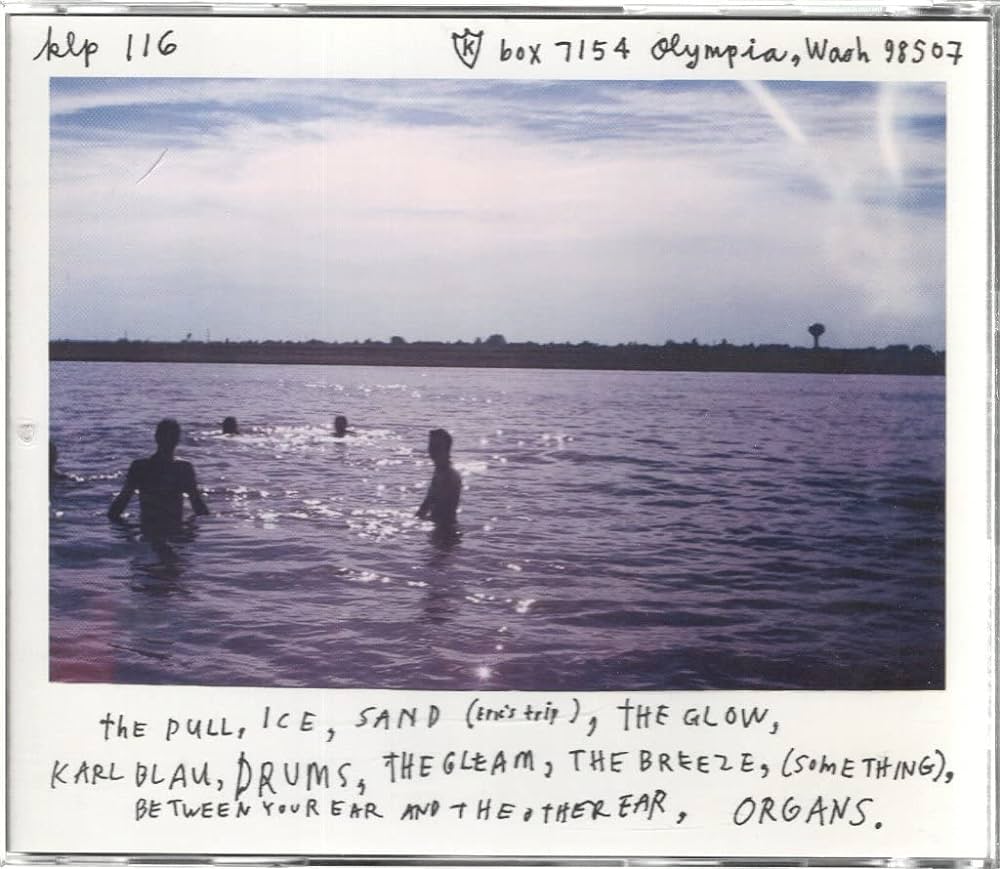 klp 116
K box 7154 Olympia, Wash 98507
the PULL, ICE, SAND (Eric's trip), tHE GLOW,
KARL BLAU, DRUMS, tHE GLEAM, THE BREEZE, (SOMETHING),
BETWEEN YOUR EAR AND tHE otHER EAR, ORGANS.